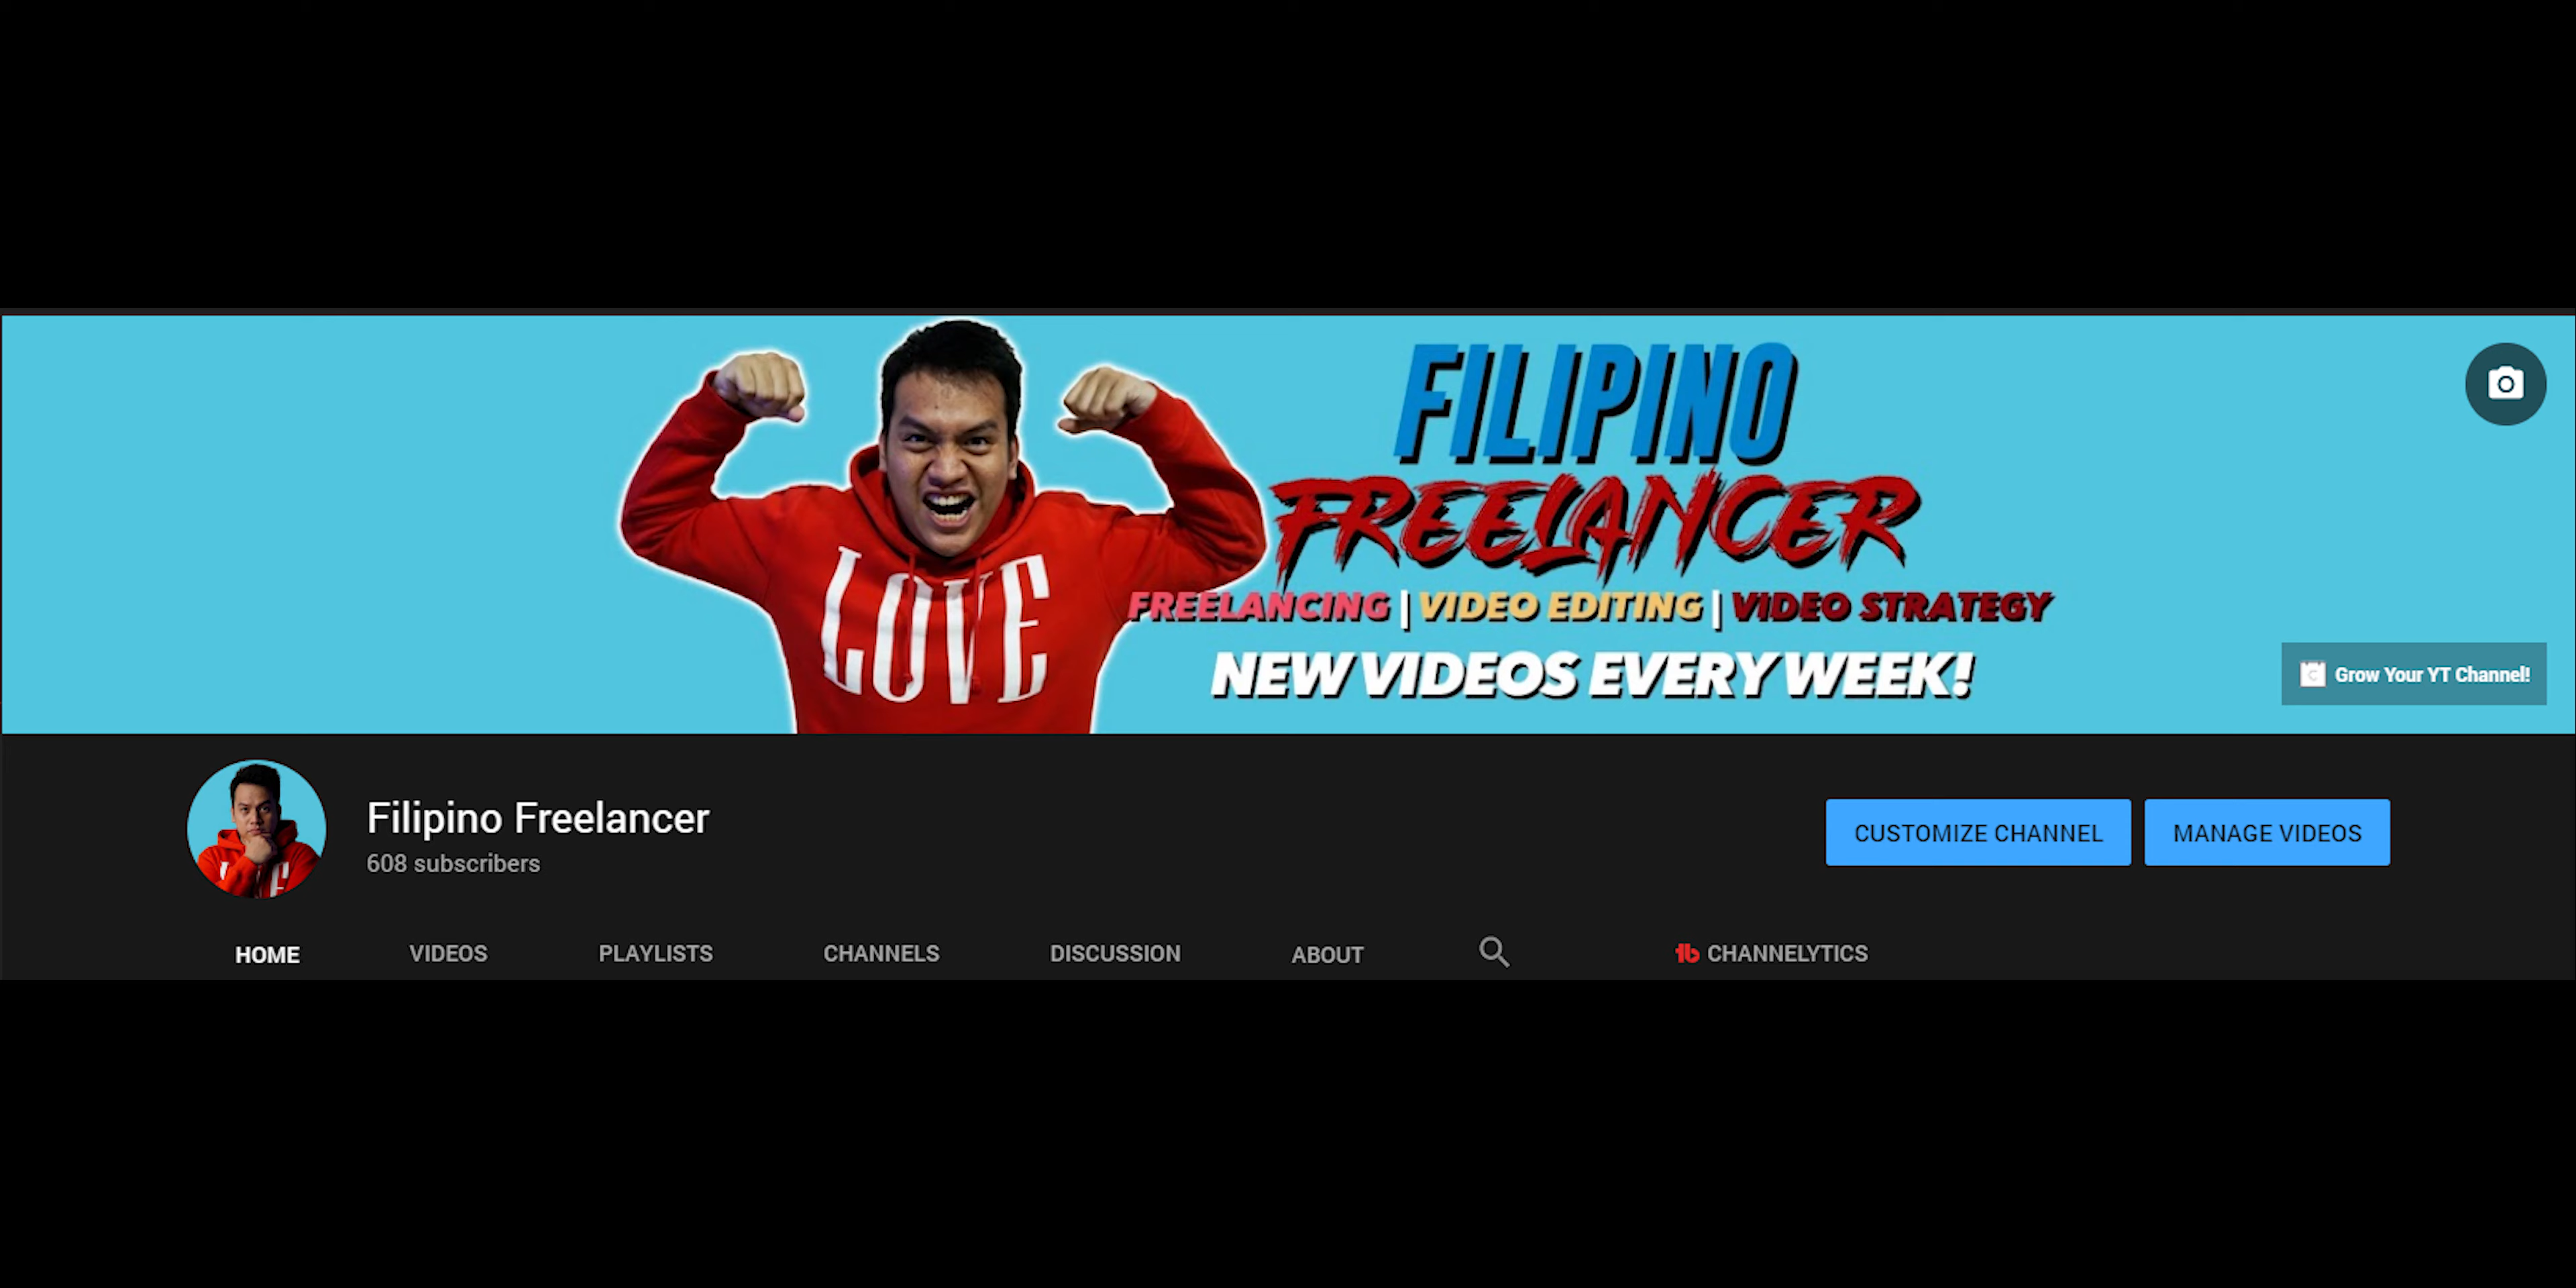 FILIPINO
FREELANCER
FREELANCING | VIDEO EDITING | VIDEO STRATEGY
NEW VIDEOS EVERY WEEK!
LOVE
Grow Your YT Channel!
Filipino Freelancer
608 subscribers
CUSTOMIZE CHANNEL
MANAGE VIDEOS
HOME VIDEOS PLAYLISTS CHANNELS DISCUSSION ABOUT tb CHANNELYTICS